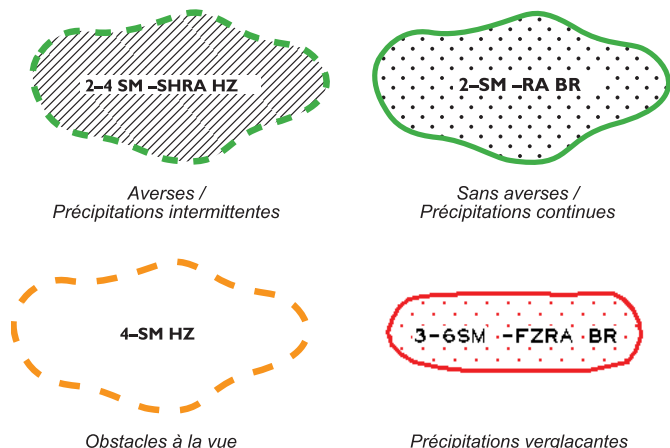 2–4 SM –SHRA HZ
2–SM –RA BR
Averses /
Précipitations intermittentes
Sans averses /
Précipitations continues
4–SM HZ
3-6SM -FZRA BR
Obstacles à la vue
Précipitations verglaçantes